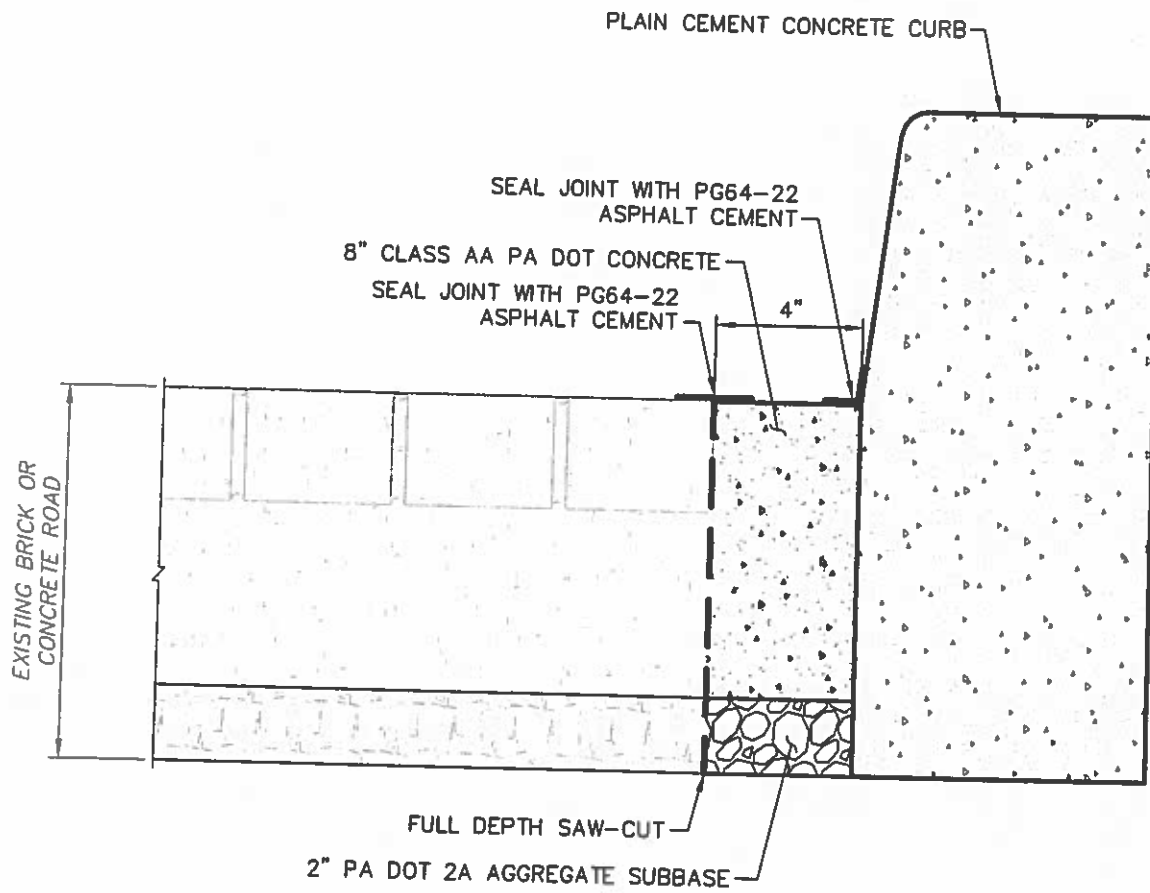 PLAIN CEMENT CONCRETE CURB
SEAL JOINT WITH PG64-22
ASPHALT CEMENT
8" CLASS AA PA DOT CONCRETE
SEAL JOINT WITH PG64-22
ASPHALT CEMENT
4"
EXISTING BRICK OR
CONCRETE ROAD
FULL DEPTH SAW-CUT
2" PA DOT 2A AGGREGATE SUBBASE